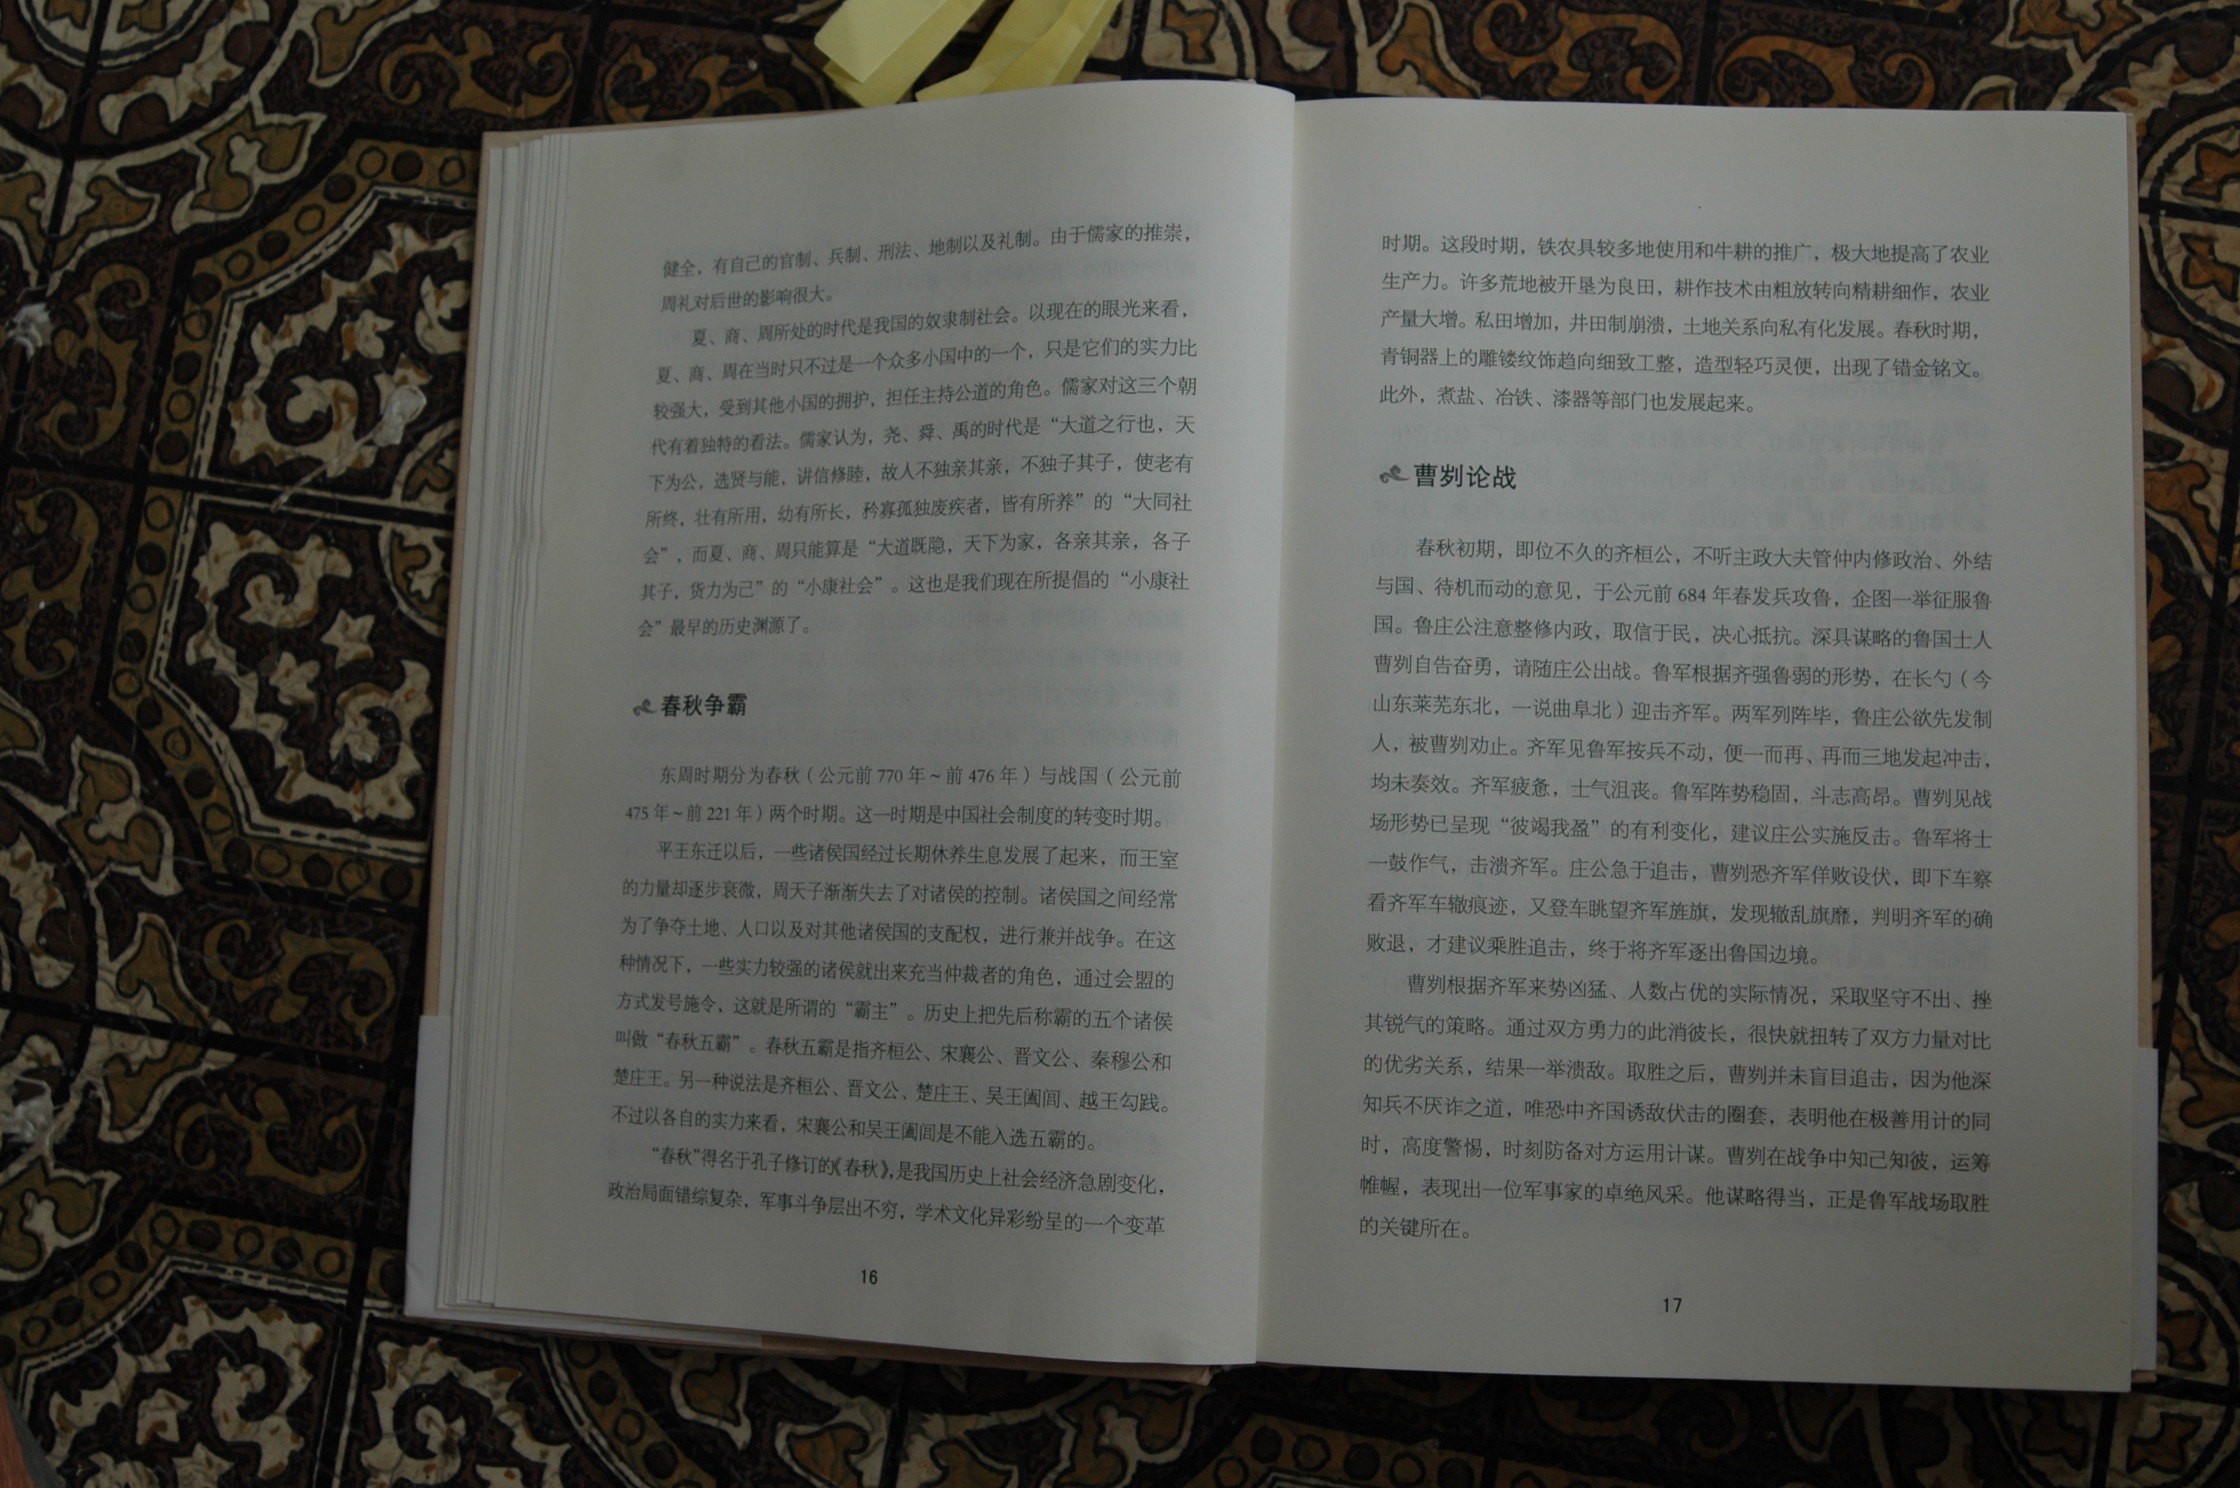 健全，有自己的官制、兵制、刑法、地制以及礼制。由于儒家的推崇，
周礼对后世的影响很大。
夏、商、周所处的时代是我国的奴隶制社会。以现在的眼光来看，
夏、商、周在当时只不过是一个众多小国中的一个，只是它们的实力比
较强大，受到其他小国的拥护，担任主持公道的角色。儒家对这三个朝
代有着独特的看法。儒家认为，尧、舜、禹的时代是“大道之行也，天
下为公，选贤与能，讲信修睦，故人不独亲其亲，不独子其子，使老有
所终，壮有所用，幼有所长，矜寡孤独废疾者，皆有所养”的“大同社
会”，而夏、商、周只能算是“大道既隐，天下为家，各亲其亲，各子
其子，货力为己”的“小康社会”。这也是我们现在所提倡的“小康社
会”最早的历史渊源了。
春秋争霸
东周时期分为春秋（公元前770年~前476年）与战国（公元前
475年~前221年）两个时期。这一时期是中国社会制度的转变时期。
平王东迁以后，一些诸侯国经过长期休养生息发展了起来，而王室
的力量却逐步衰微，周天子渐渐失去了对诸侯的控制。诸侯国之间经常
为了争夺土地、人口以及对其他诸侯国的支配权，进行兼并战争。在这
种情况下，一些实力较强的诸侯就出来充当仲裁者的角色，通过会盟的
方式发号施令，这就是所谓的“霸主”。历史上把先后称霸的五个诸侯
叫做“春秋五霸”。春秋五霸是指齐桓公、宋襄公、晋文公、秦穆公和
楚庄王。另一种说法是齐桓公、晋文公、楚庄王、吴王阖闾、越王勾践。
不过以各自的实力来看，宋襄公和吴王阖闾是不能入选五霸的。
“春秋”得名于孔子修订的《春秋》，是我国历史上社会经济急剧变化，
政治局面错综复杂，军事斗争层出不穷，学术文化异彩纷呈的一个变革
16
时期。这段时期，铁农具较多地使用和牛耕的推广，极大地提高了农业
生产力。许多荒地被开垦为良田，耕作技术由粗放转向精耕细作，农业
产量大增。私田增加，井田制崩溃，土地关系向私有化发展。春秋时期，
青铜器上的雕镂纹饰趋向细致工整，造型轻巧灵便，出现了错金铭文。
此外，煮盐、冶铁、漆器等部门也发展起来。
曹刿论战
春秋初期，即位不久的齐桓公，不听主政大夫管仲内修政治、外结
与国、待机而动的意见，于公元前684年春发兵攻鲁，企图一举征服鲁
国。鲁庄公注意整修内政，取信于民，决心抵抗。深具谋略的鲁国士人
曹刿自告奋勇，请随庄公出战。鲁军根据齐强鲁弱的形势，在长勺（今
山东莱芜东北，一说曲阜北）迎击齐军。两军列阵毕，鲁庄公欲先发制
人，被曹刿劝止。齐军见鲁军按兵不动，便一而再、再而三地发起冲击，
均未奏效。齐军疲惫，士气沮丧。鲁军阵势稳固，斗志高昂。曹刿见战
场形势已呈现“彼竭我盈”的有利变化，建议庄公实施反击。鲁军将士
一鼓作气，击溃齐军。庄公急于追击，曹刿恐齐军佯败设伏，即下车察
看齐军车辙痕迹，又登车眺望齐军旌旗，发现辙乱旗靡，判明齐军的确
败退，才建议乘胜追击，终于将齐军逐出鲁国边境。
曹刿根据齐军来势凶猛、人数占优的实际情况，采取坚守不出、挫
其锐气的策略。通过双方勇力的此消彼长，很快就扭转了双方力量对比
的优劣关系，结果一举溃敌。取胜之后，曹刿并未盲目追击，因为他深
知兵不厌诈之道，唯恐中齐国诱敌伏击的圈套，表明他在极善用计的同
时，高度警惕，时刻防备对方运用计谋。曹刿在战争中知己知彼，运筹
帷幄，表现出一位军事家的卓绝风采。他谋略得当，正是鲁军战场取胜
的关键所在。
17